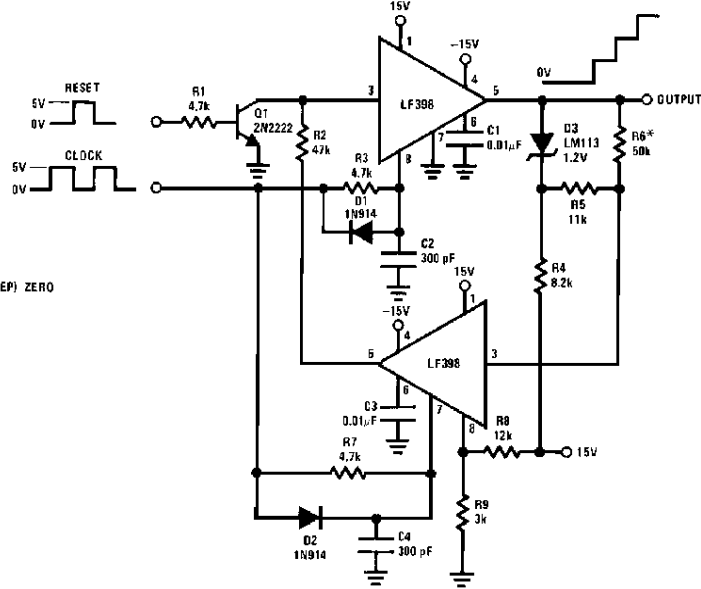 15V
1
-15V
4
0V
RESET
5V
0V
R1
4.7k
Q1
2N2222
3
LF398
5
OUTPUT
6
7
8
C1
0.01μF
D3
LM113
1.2V
R6*
50k
R2
47k
CLOCK
5V
0V
R3
4.7k
D1
1N914
R5
11k
C2
300 pF
R4
8.2k
EP) ZERO
15V
1
-15V
4
5
LF398
3
6
7
8
C3
0.01μF
R8
12k
15V
R7
4.7k
R9
3k
D2
1N914
C4
300 pF